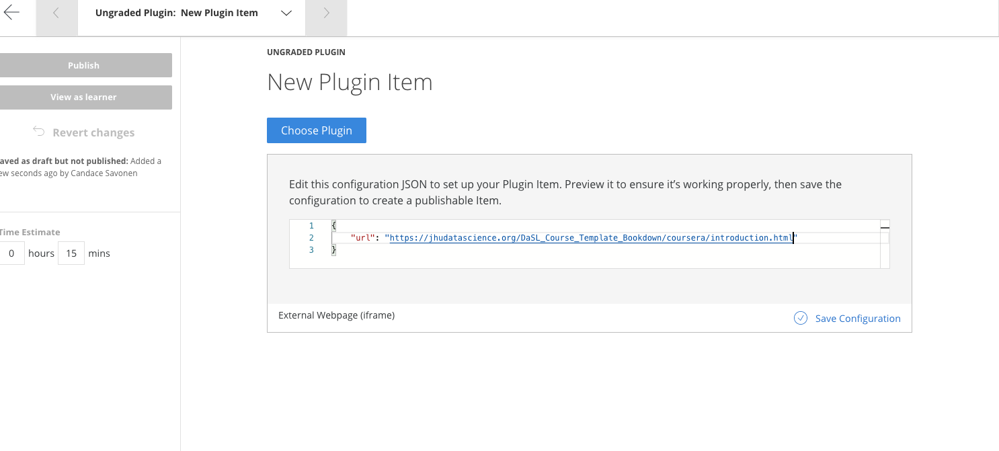 Ungraded Plugin: New Plugin Item
Publish
View as learner
Revert changes
aved as draft but not published: Added a
ew seconds ago by Candace Savonen
Time Estimate
0 hours 15 mins
UNGRADED PLUGIN
New Plugin Item
Choose Plugin
Edit this configuration JSON to set up your Plugin Item. Preview it to ensure it’s working properly, then save the
configuration to create a publishable Item.
1 {
2 "url": "https://jhudatascience.org/DaSL_Course_Template_Bookdown/coursera/introduction.html"
3 }
External Webpage (iframe)
Save Configuration